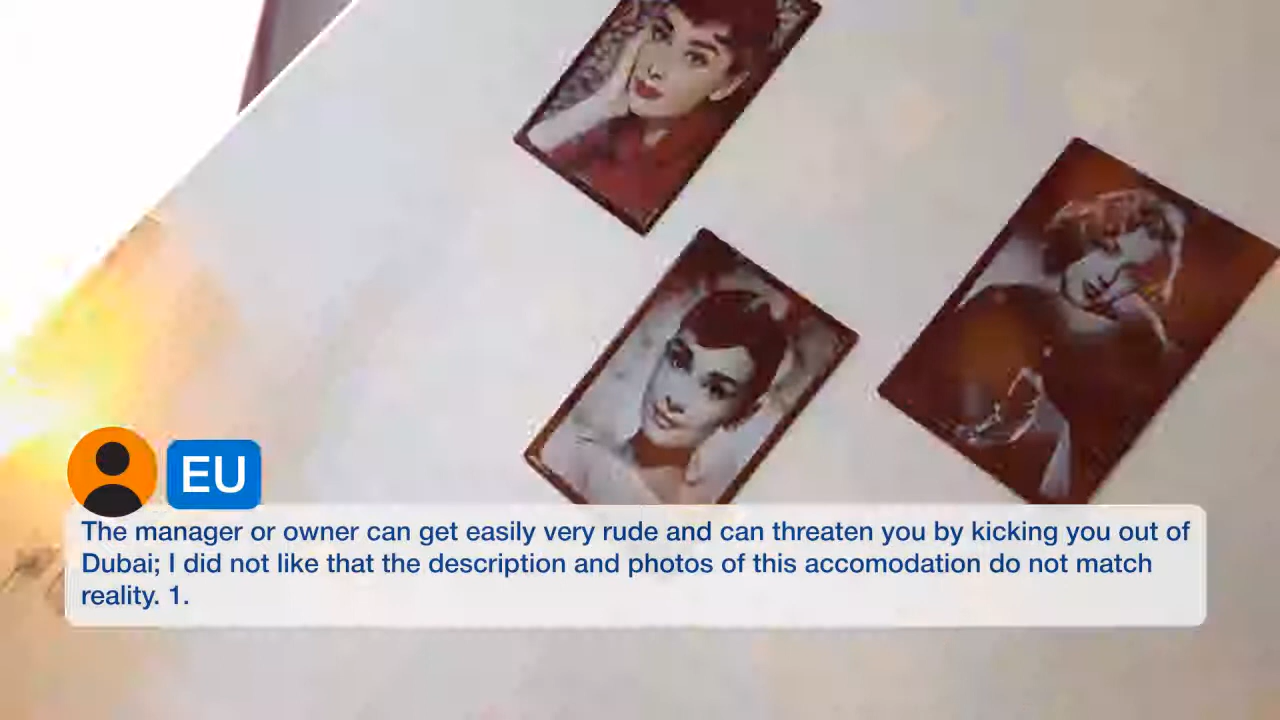 EU
The manager or owner can get easily very rude and can threaten you by kicking you out of
Dubai; I did not like that the description and photos of this accomodation do not match
reality. 1.